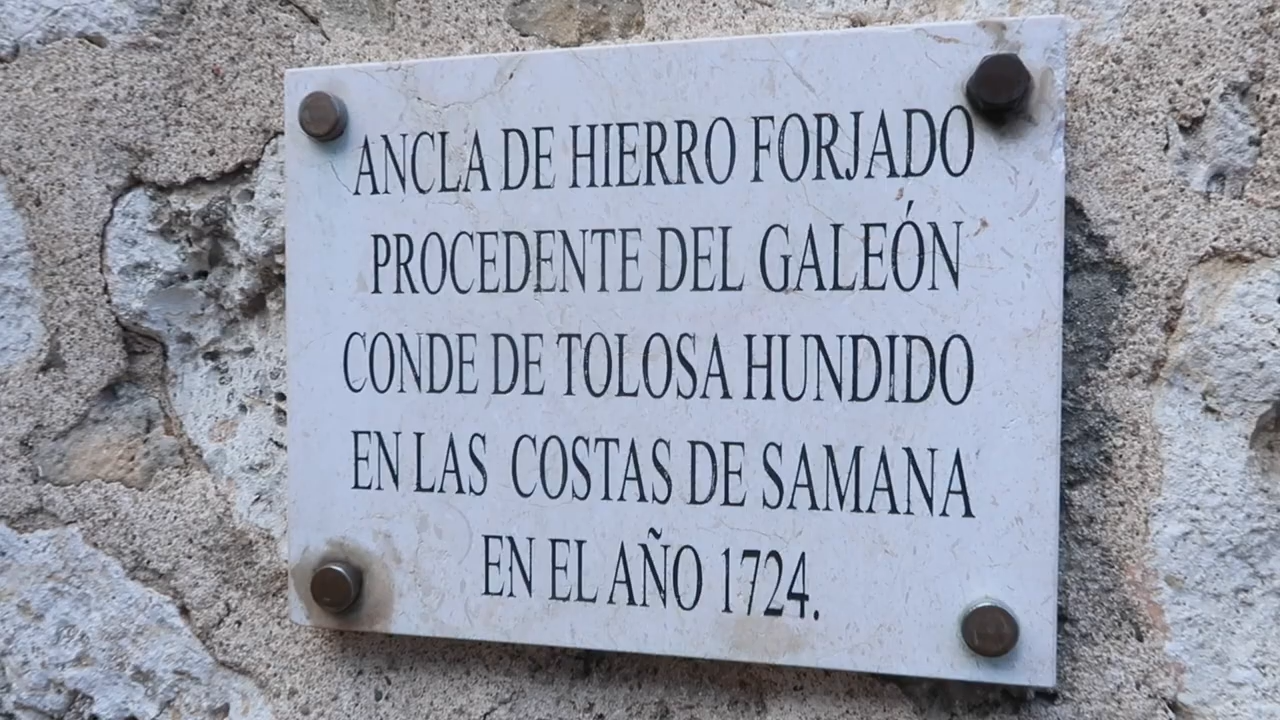 ANCLA DE HIERRO FORJADO
PROCEDENTE DEL GALEÓN
CONDE DE TOLOSA HUNDIDO
EN LAS COSTAS DE SAMANA
EN EL AÑO 1724.